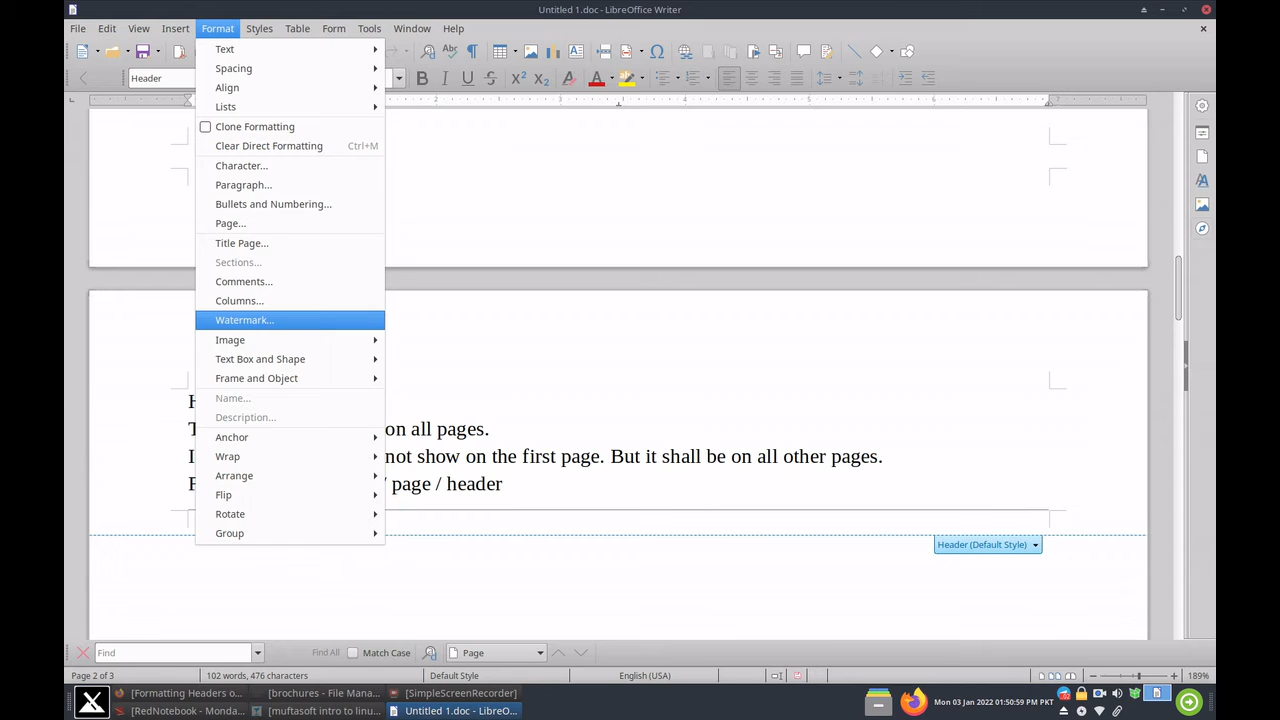 Untitled 1.doc - LibreOffice Writer
File Edit View Insert Format Styles Table Form Tools Window Help
Header
Text
Spacing
Align
Lists
Clone Formatting
Clear Direct Formatting Ctrl+M
Character...
Paragraph...
Bullets and Numbering...
Page...
Title Page...
Sections...
Comments...
Columns...
Watermark...
Image
Text Box and Shape
Frame and Object
Name...
Description...
Anchor
Wrap
Arrange
Flip
Rotate
Group
2 3 4 5 6 7
on all pages.
not show on the first page. But it shall be on all other pages.
/ page / header
Header (Default Style)
Find Find All Match Case Page
Page 2 of 3 102 words, 476 characters Default Style English (USA) 189%
[Formatting Headers o... [brochures - File Mana... [SimpleScreenRecorder]
[RedNotebook - Monda... [muftasoft intro to linu... Untitled 1.doc - LibreO...
Mon 03 Jan 2022 01:50:59 PM PKT